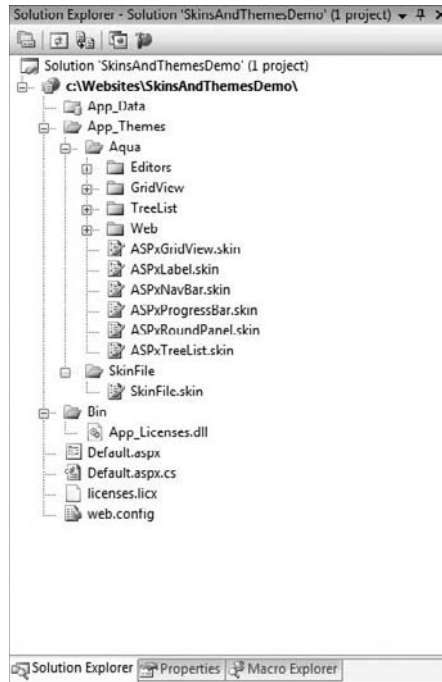 Solution Explorer - Solution 'SkinsAndThemesDemo' (1 project)
Solution 'SkinsAndThemesDemo' (1 project)
c:\Websites\SkinsAndThemesDemo\
App_Data
App_Themes
Aqua
Editors
GridView
TreeList
Web
ASPxGridView.skin
ASPxLabel.skin
ASPxNavBar.skin
ASPxProgressBar.skin
ASPxRoundPanel.skin
ASPxTreeList.skin
SkinFile
SkinFile.skin
Bin
App_Licenses.dll
Default.aspx
Default.aspx.cs
licenses.licx
web.config
Solution Explorer Properties Macro Explorer